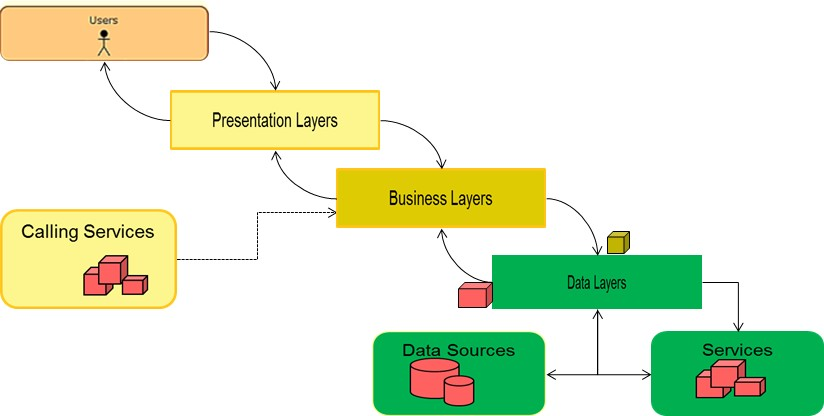 Users
Presentation Layers
Business Layers
Calling Services
Data Layers
Data Sources
Services